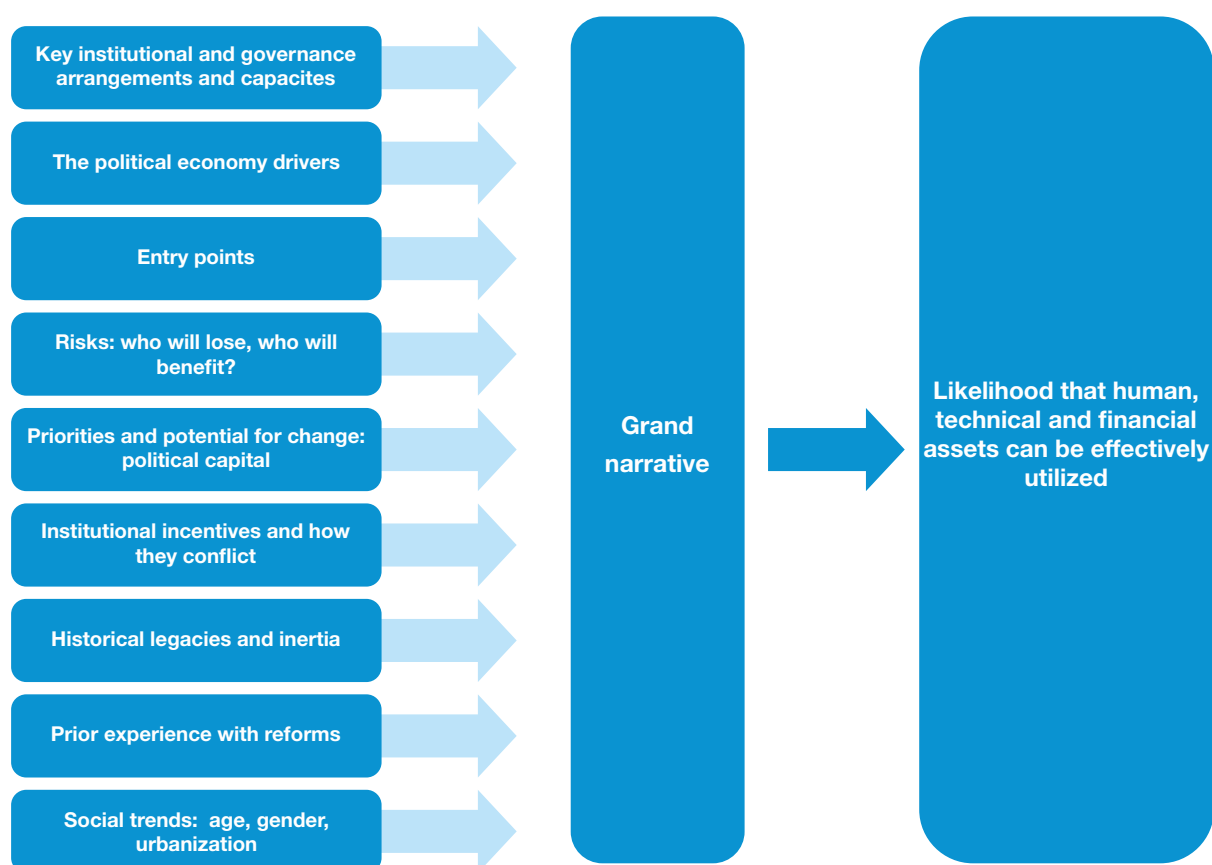 Key institutional and governance
arrangements and capacites
The political economy drivers
Entry points
Risks: who will lose, who will
benefit?
Priorities and potential for change:
political capital
Institutional incentives and how
they conflict
Historical legacies and inertia
Prior experience with reforms
Social trends: age, gender,
urbanization
Grand
narrative
Likelihood that human,
technical and financial
assets can be effectively
utilized